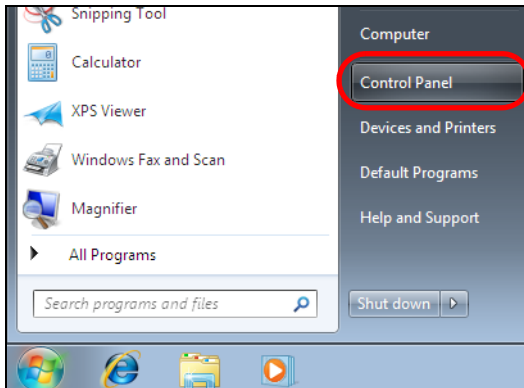 Snipping Tool
Calculator
XPS Viewer
Windows Fax and Scan
Magnifier
All Programs
Search programs and files
Computer
Control Panel
Devices and Printers
Default Programs
Help and Support
Shut down